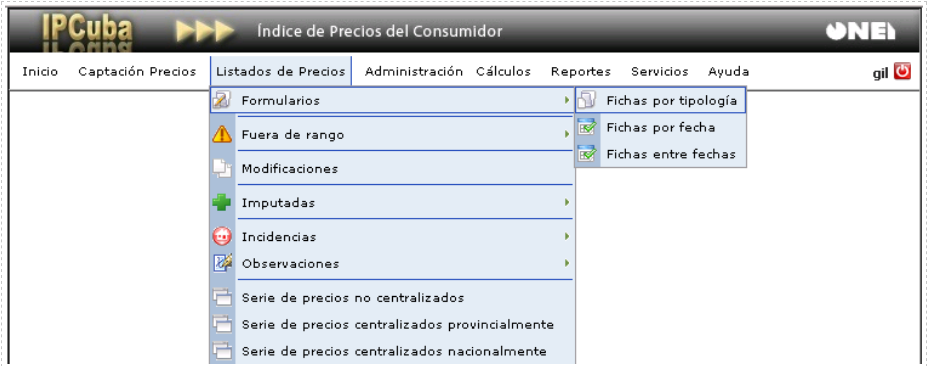 IPCuba Índice de Precios del Consumidor ONEI
Inicio Captación Precios Listados de Precios Administración Cálculos Reportes Servicios Ayuda gil
Formularios Fichas por tipología
Fuera de rango Fichas por fecha
Fichas entre fechas
Modificaciones
Imputadas
Incidencias
Observaciones
Serie de precios no centralizados
Serie de precios centralizados provincialmente
Serie de precios centralizados nacionalmente